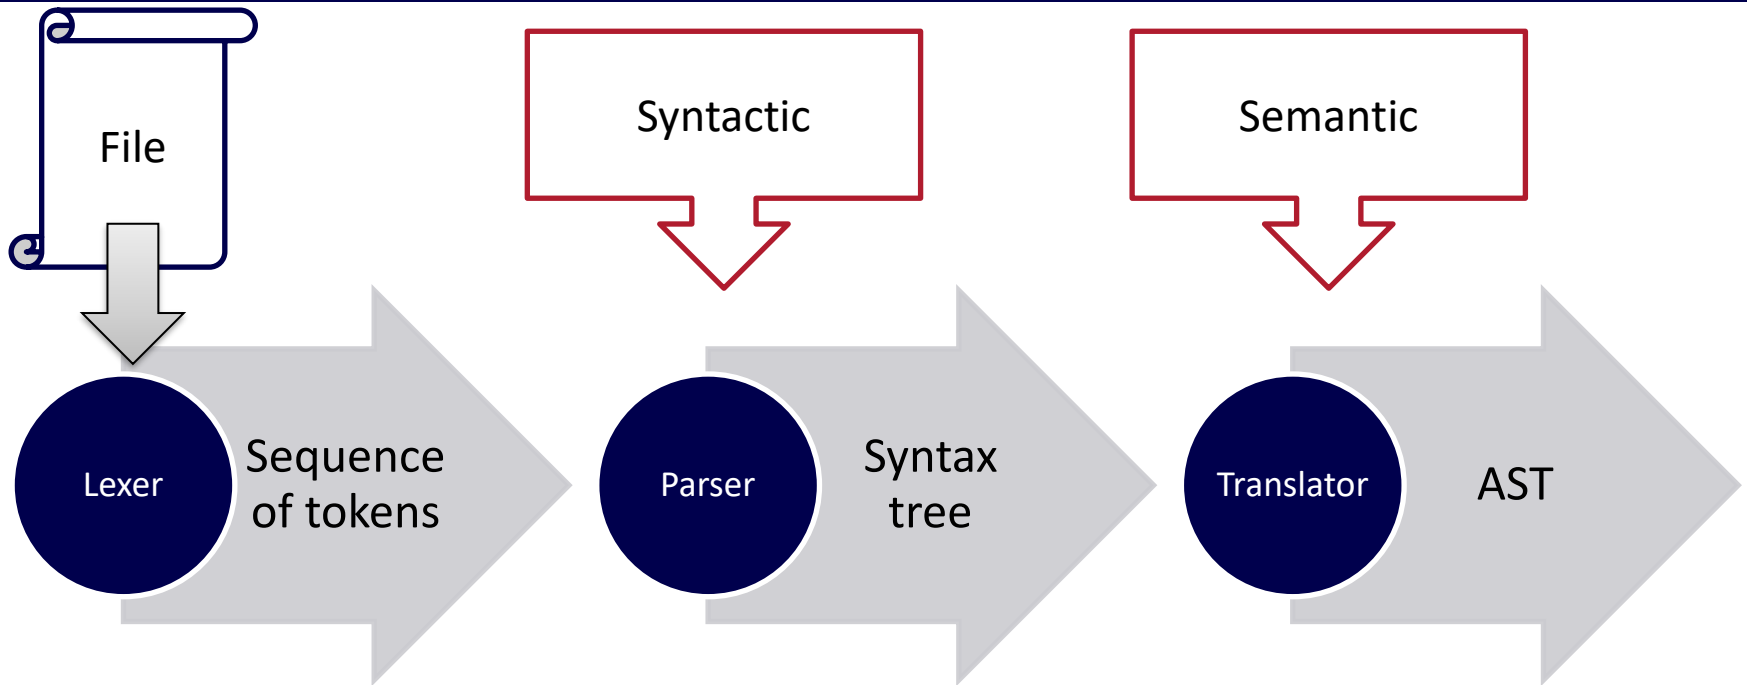 File
Syntactic
Semantic
Lexer
Sequence
of tokens
Parser
Syntax
tree
Translator
AST